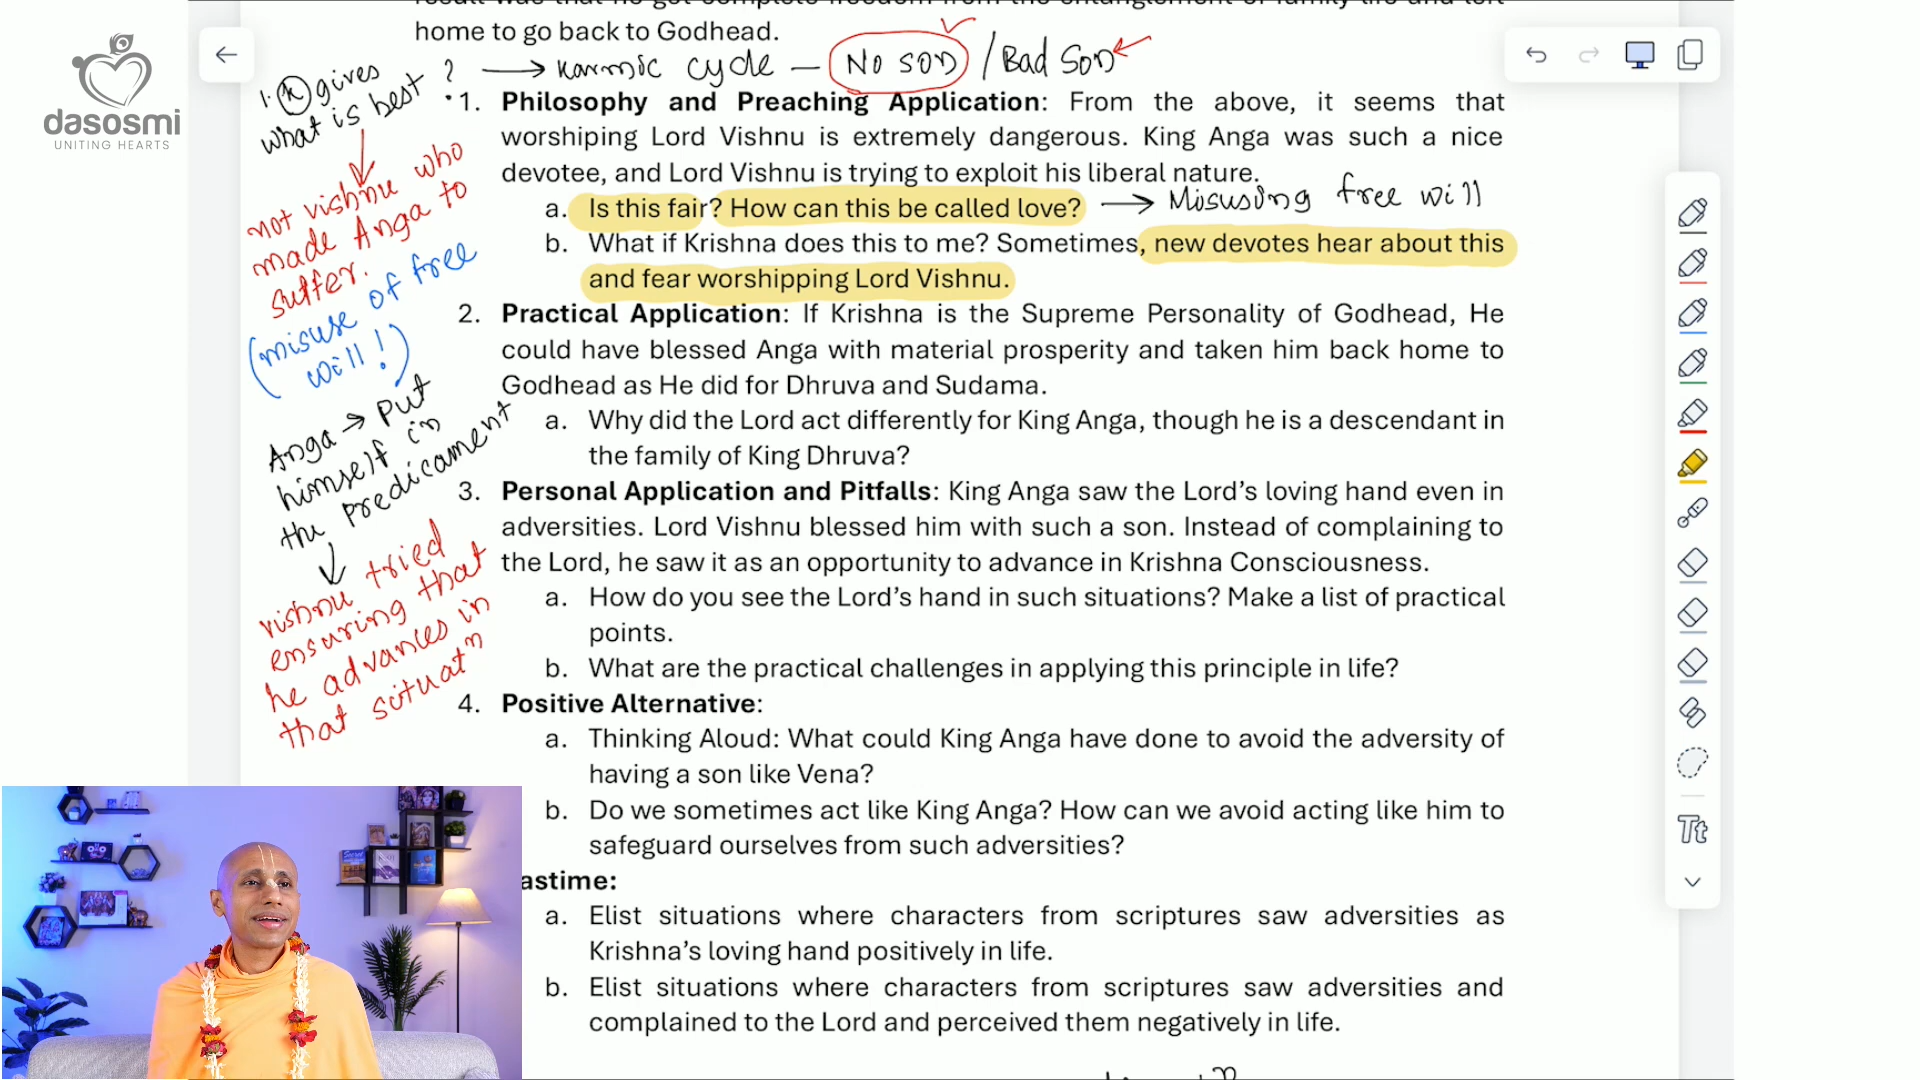 dasosmi
UNITING HEARTS
home to go back to Godhead.
? → Karmic cycle – No son / Bad Son
1. K gives
what is best
not vishnu who
made Anga to
suffer.
(misuse of free
will!)
Anga → Put
himself in
the predicament
vishnu tried
ensuring that
he advances in
that situatn
1. Philosophy and Preaching Application: From the above, it seems that
worshiping Lord Vishnu is extremely dangerous. King Anga was such a nice
devotee, and Lord Vishnu is trying to exploit his liberal nature.
a. Is this fair? How can this be called love? → Misusing free will
b. What if Krishna does this to me? Sometimes, new devotes hear about this
and fear worshipping Lord Vishnu.
2. Practical Application: If Krishna is the Supreme Personality of Godhead, He
could have blessed Anga with material prosperity and taken him back home to
Godhead as He did for Dhruva and Sudama.
a. Why did the Lord act differently for King Anga, though he is a descendant in
the family of King Dhruva?
3. Personal Application and Pitfalls: King Anga saw the Lord’s loving hand even in
adversities. Lord Vishnu blessed him with such a son. Instead of complaining to
the Lord, he saw it as an opportunity to advance in Krishna Consciousness.
a. How do you see the Lord’s hand in such situations? Make a list of practical
points.
b. What are the practical challenges in applying this principle in life?
4. Positive Alternative:
a. Thinking Aloud: What could King Anga have done to avoid the adversity of
having a son like Vena?
b. Do we sometimes act like King Anga? How can we avoid acting like him to
safeguard ourselves from such adversities?
astime:
a. Elist situations where characters from scriptures saw adversities as
Krishna’s loving hand positively in life.
b. Elist situations where characters from scriptures saw adversities and
complained to the Lord and perceived them negatively in life.
Tt